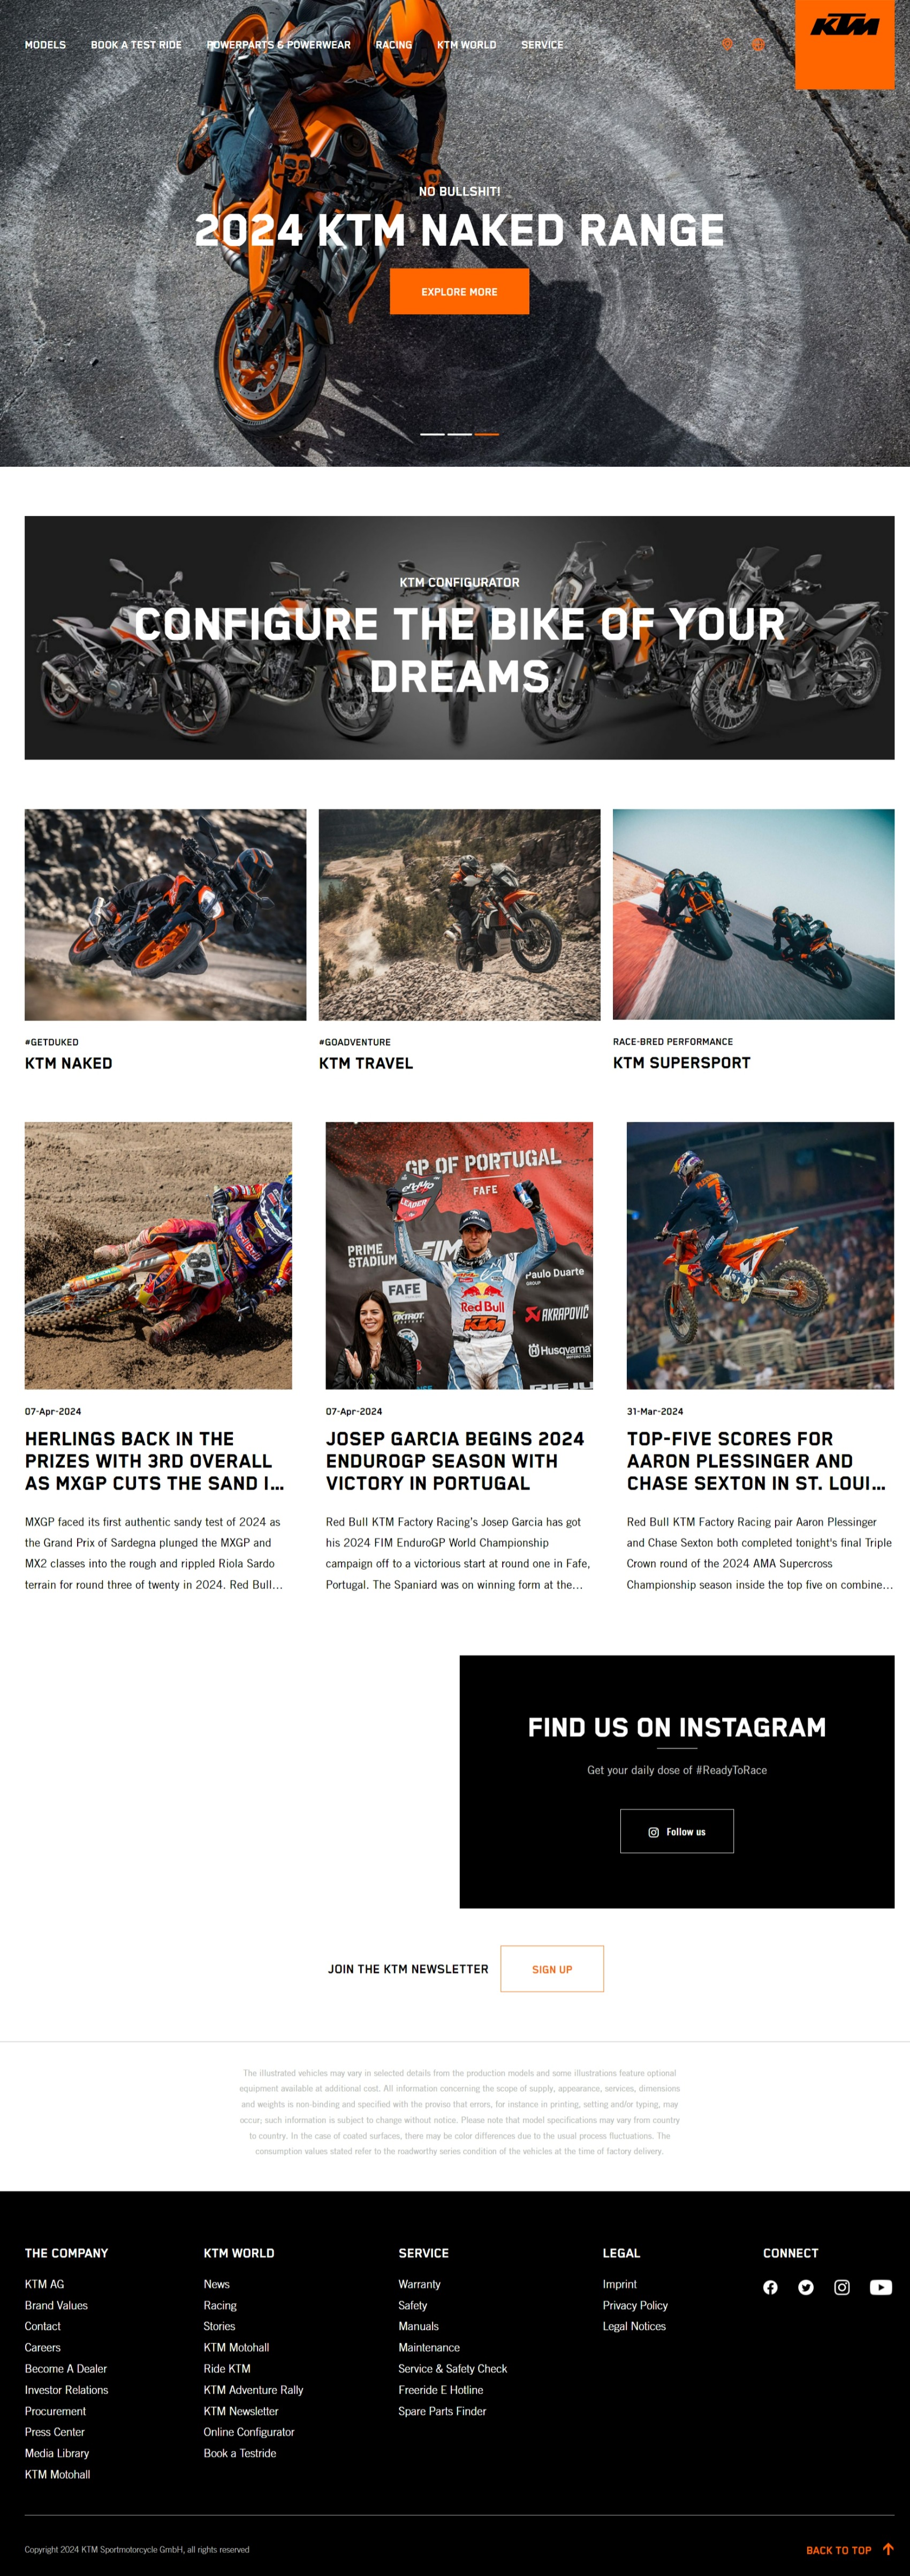 MODELS
BOOK A TEST RIDE
POWERPARTS & POWERWEAR
RACING
KTM WORLD
SERVICE
KTM
NO BULLSHIT!
2024 KTM NAKED RANGE
EXPLORE MORE
KTM CONFIGURATOR
CONFIGURE THE BIKE OF YOUR
DREAMS
#GETDUKED
KTM NAKED
#GOADVENTURE
KTM TRAVEL
RACE-BRED PERFORMANCE
KTM SUPERSPORT
GP OF PORTUGAL
FAFE
enduro
LEADER
PRIME
STADIUM
FIM
FAFE
Paulo Duarte
GROUP
Red Bull
KTM
AKRAPOVIČ
Husqvarna
MOTORCYCLES
RIEJU
07-Apr-2024
HERLINGS BACK IN THE
PRIZES WITH 3RD OVERALL
AS MXGP CUTS THE SAND I...
MXGP faced its first authentic sandy test of 2024 as
the Grand Prix of Sardegna plunged the MXGP and
MX2 classes into the rough and rippled Riola Sardo
terrain for round three of twenty in 2024. Red Bull...
07-Apr-2024
JOSEP GARCIA BEGINS 2024
ENDUROGP SEASON WITH
VICTORY IN PORTUGAL
Red Bull KTM Factory Racing's Josep Garcia has got
his 2024 FIM EnduroGP World Championship
campaign off to a victorious start at round one in Fafe,
Portugal. The Spaniard was on winning form at the...
31-Mar-2024
TOP-FIVE SCORES FOR
AARON PLESSINGER AND
CHASE SEXTON IN ST. LOUI...
Red Bull KTM Factory Racing pair Aaron Plessinger
and Chase Sexton both completed tonight's final Triple
Crown round of the 2024 AMA Supercross
Championship season inside the top five on combine...
FIND US ON INSTAGRAM
Get your daily dose of #ReadyToRace
Follow us
JOIN THE KTM NEWSLETTER
SIGN UP
The illustrated vehicles may vary in selected details from the production models and some illustrations feature optional
equipment available at additional cost. All information concerning the scope of supply, appearance, services, dimensions
and weights is non-binding and specified with the proviso that errors, for instance in printing, setting and/or typing, may
occur; such information is subject to change without notice. Please note that model specifications may vary from country
to country. In the case of coated surfaces, there may be color differences due to the usual process fluctuations. The
consumption values stated refer to the roadworthy series condition of the vehicles at the time of factory delivery.
THE COMPANY
KTM AG
Brand Values
Contact
Careers
Become A Dealer
Investor Relations
Procurement
Press Center
Media Library
KTM Motohall
KTM WORLD
News
Racing
Stories
KTM Motohall
Ride KTM
KTM Adventure Rally
KTM Newsletter
Online Configurator
Book a Testride
SERVICE
Warranty
Safety
Manuals
Maintenance
Service & Safety Check
Freeride E Hotline
Spare Parts Finder
LEGAL
Imprint
Privacy Policy
Legal Notices
CONNECT
Copyright 2024 KTM Sportmotorcycle GmbH, all rights reserved
BACK TO TOP